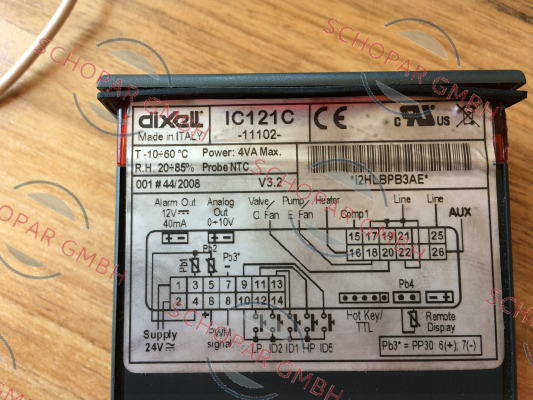 dixell
Made in ITALY
IC121C
-11102-
CE
c UL US
T -10÷60 °C Power: 4VA Max.
R.H. 20÷85% Probe NTC
001 # 44/2008 V3.2
*I2HLBPB3AE*
Alarm Out
12V
40mA
Analog
Out
0÷10V
Valve/
C. Fan
Pump
E. Fan
Heater
Comp1
Line
Line
AUX
Pb1
Pb2
Pb3*
15 17 19 21 25
16 18 20 22 26
1 3 5 7 9 11 13
2 4 6 8 10 12 14
Pb4
Supply
24V
PWM
signal
LP ID2 ID1 HP ID5
Hot Key/
TTL
Remote
Display
Pb3* = PP30: 6(+); 7(-)
SCHOPAR GMBH